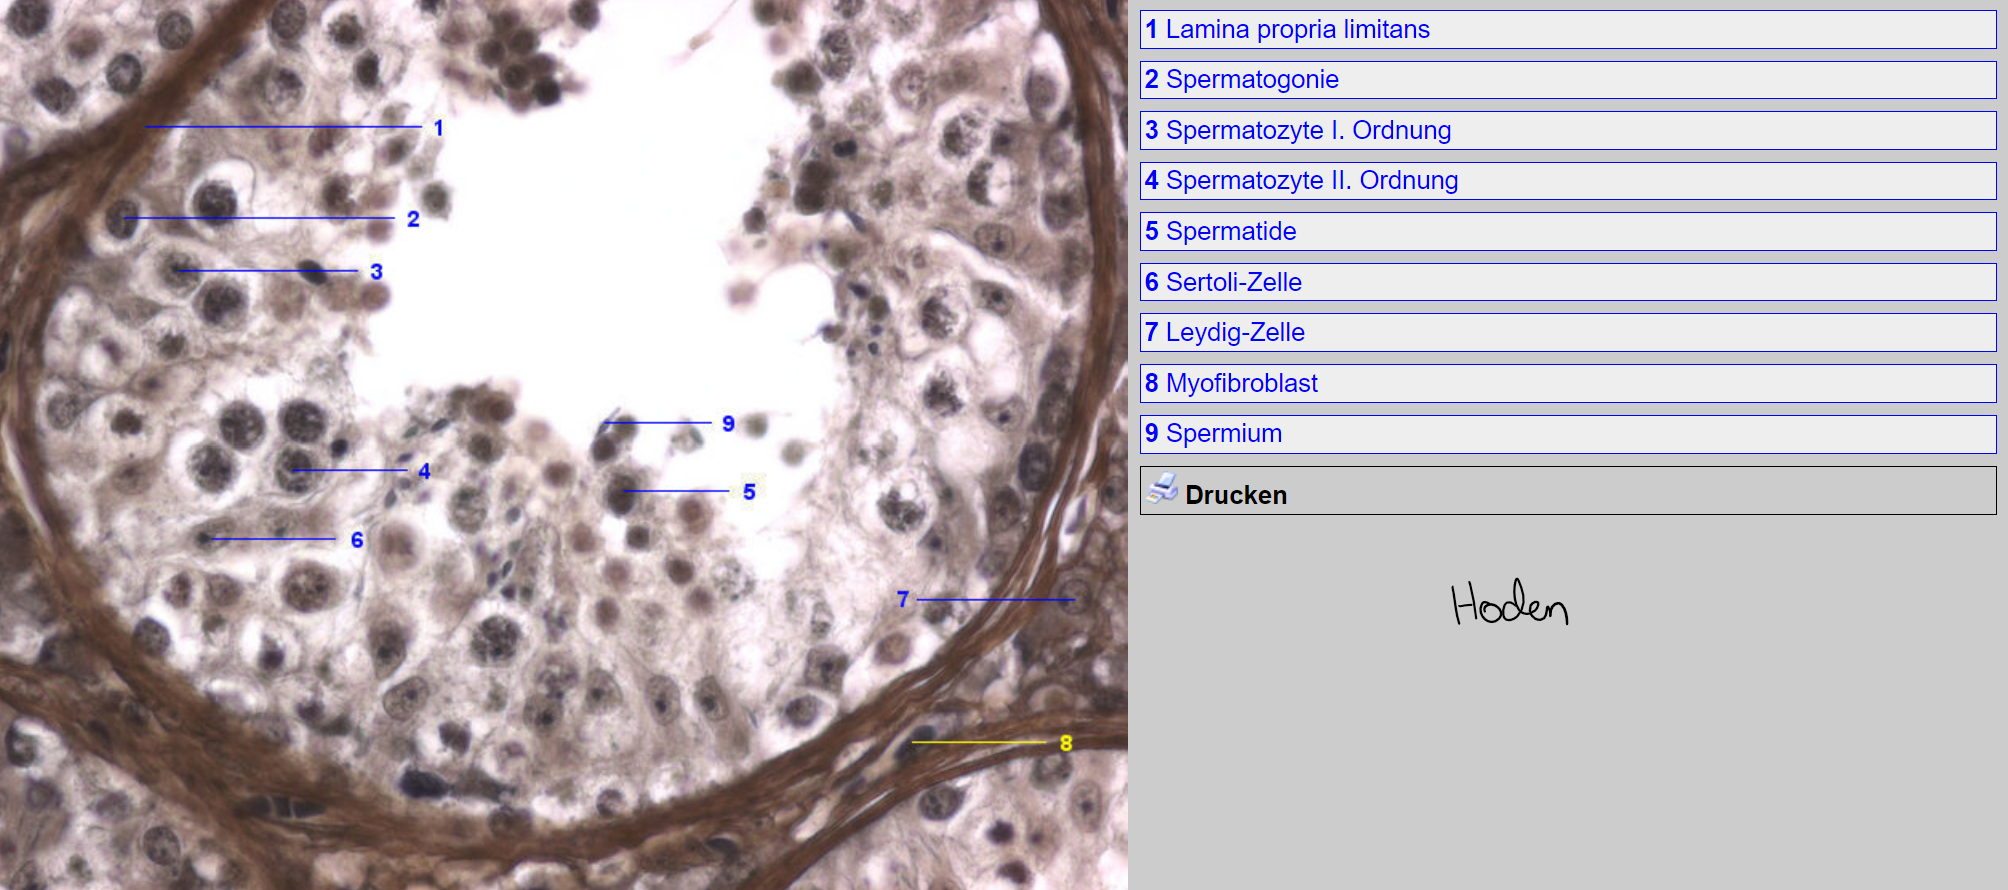 1
2
3
4
5
6
7
8
9
1 Lamina propria limitans
2 Spermatogonie
3 Spermatozyte I. Ordnung
4 Spermatozyte II. Ordnung
5 Spermatide
6 Sertoli-Zelle
7 Leydig-Zelle
8 Myofibroblast
9 Spermium
Drucken
Hoden